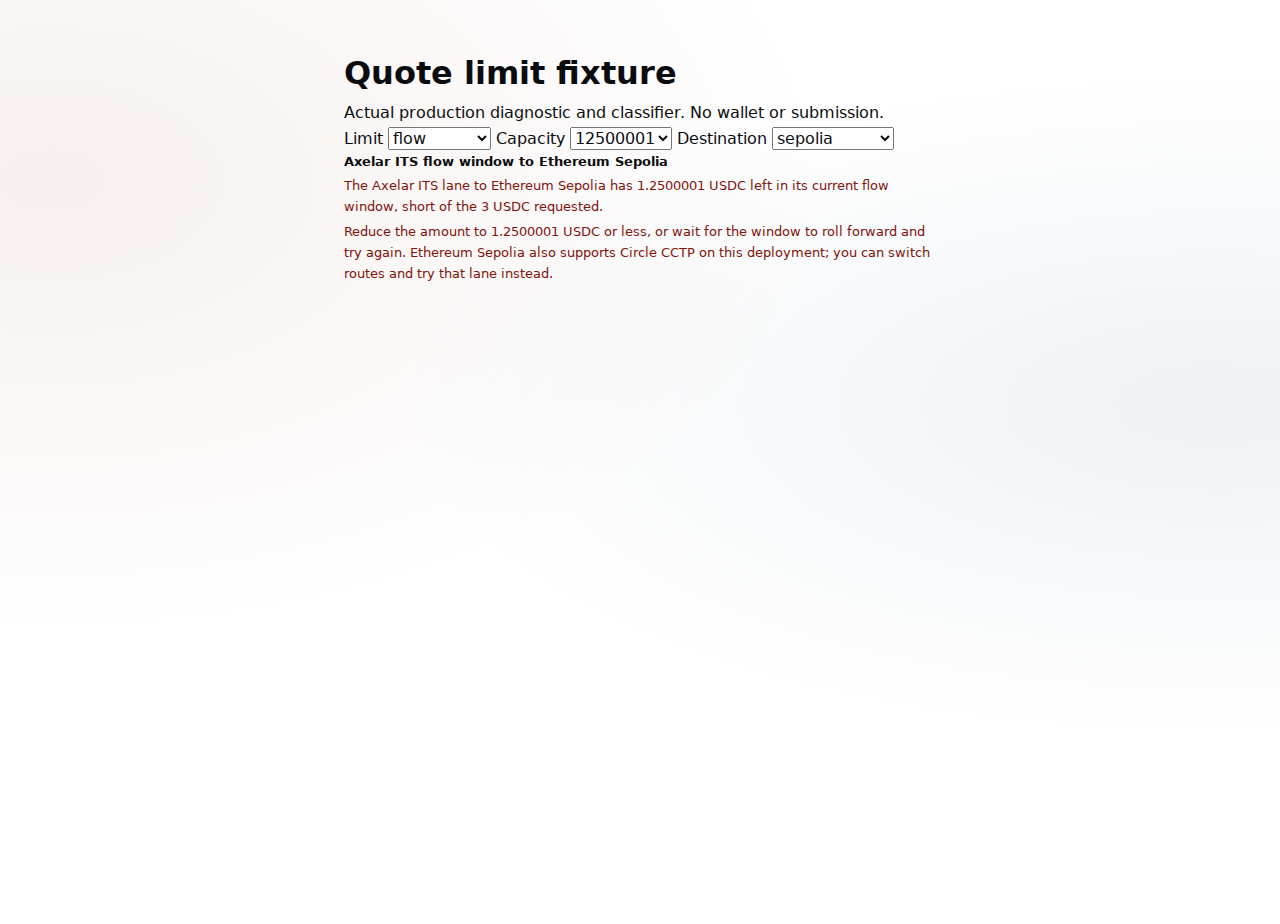 Quote limit fixture
Actual production diagnostic and classifier. No wallet or submission.
Limit flow Capacity 12500001 Destination sepolia
Axelar ITS flow window to Ethereum Sepolia
The Axelar ITS lane to Ethereum Sepolia has 1.2500001 USDC left in its current flow
window, short of the 3 USDC requested.
Reduce the amount to 1.2500001 USDC or less, or wait for the window to roll forward and
try again. Ethereum Sepolia also supports Circle CCTP on this deployment; you can switch
routes and try that lane instead.